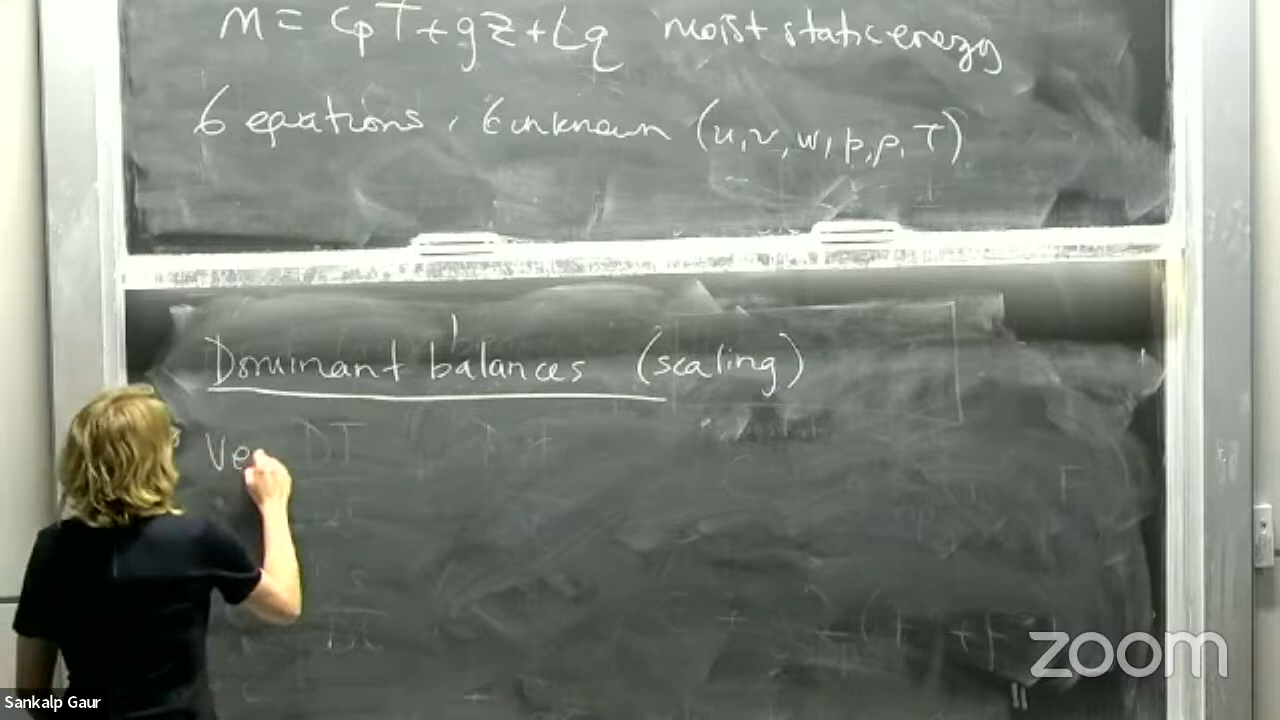 m = CpT + gz + Lq moist static energy
6 equations, 6 unknown (u, v, w, p, ρ, T)
Dominant balances (scaling)
Ve
zoom
Sankalp Gaur